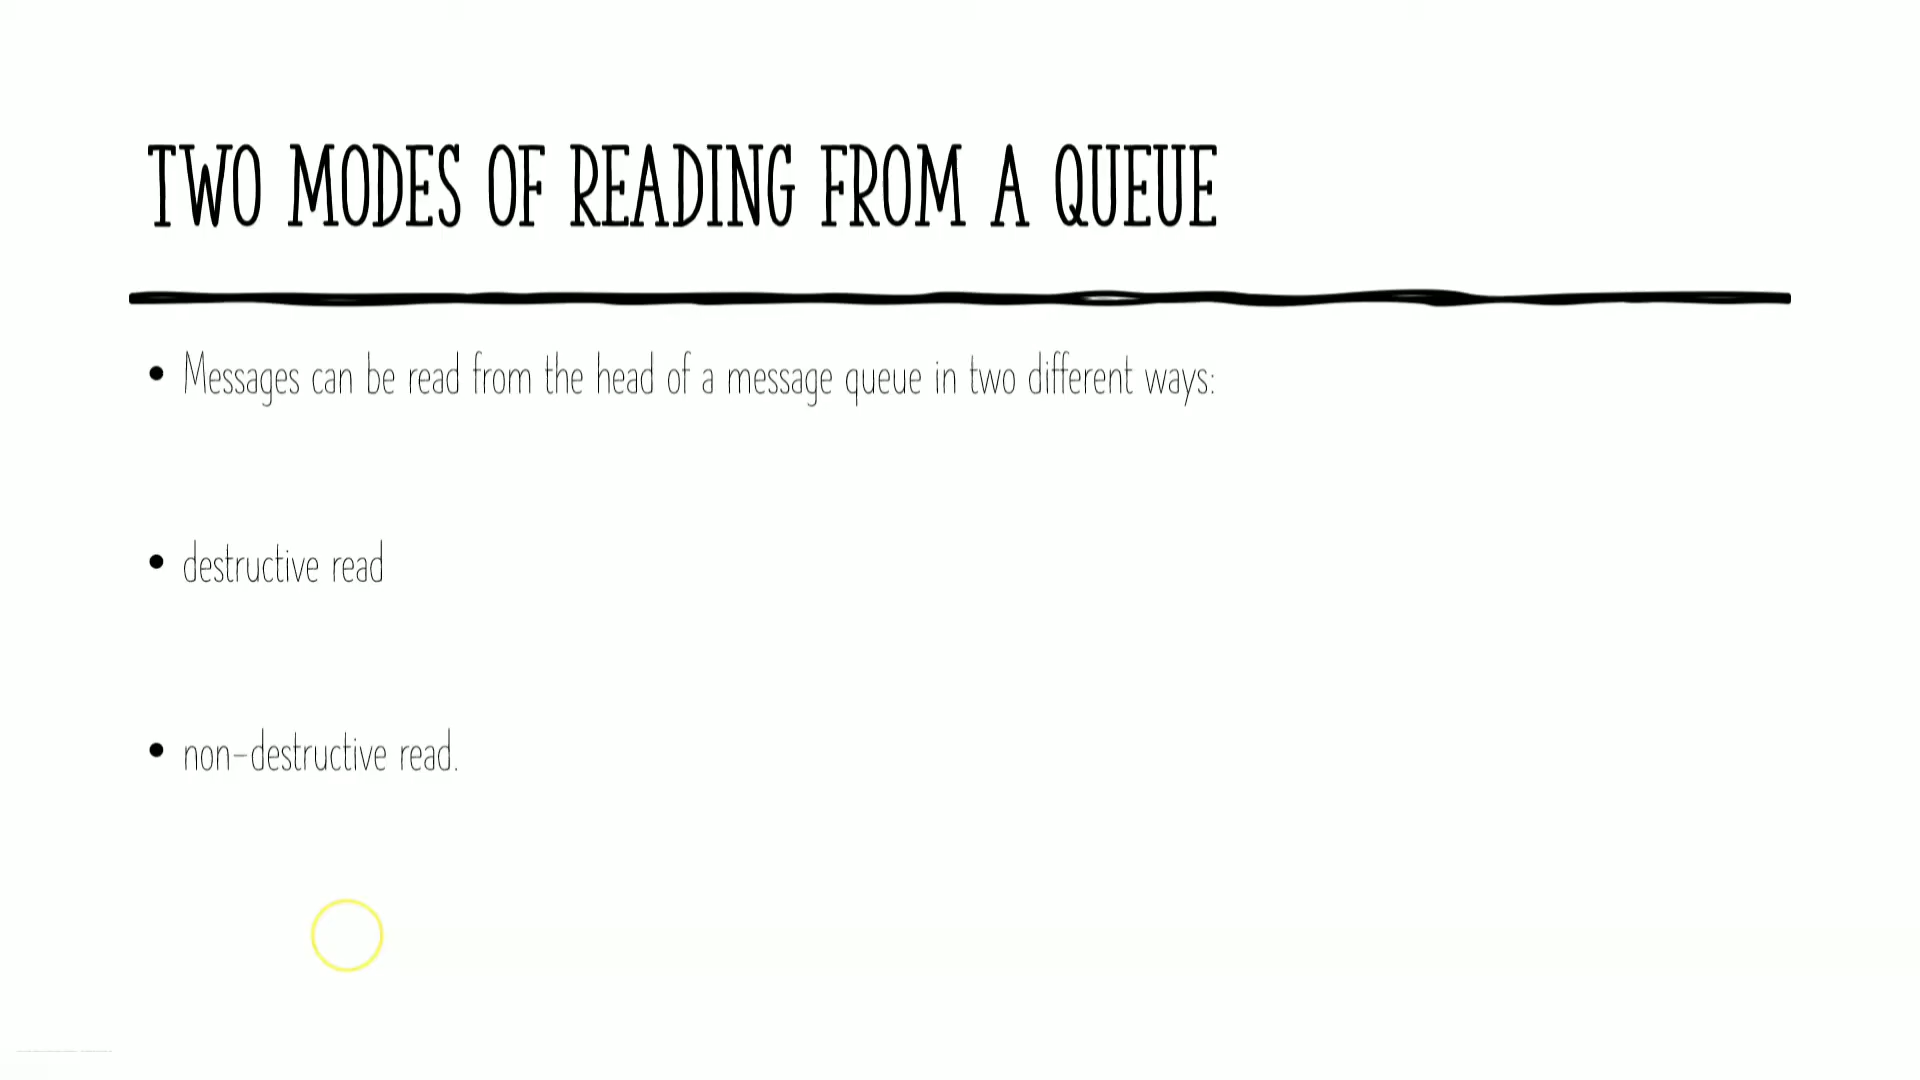 TWO MODES OF READING FROM A QUEUE
• Messages can be read from the head of a message queue in two different ways:
• destructive read
• non-destructive read.